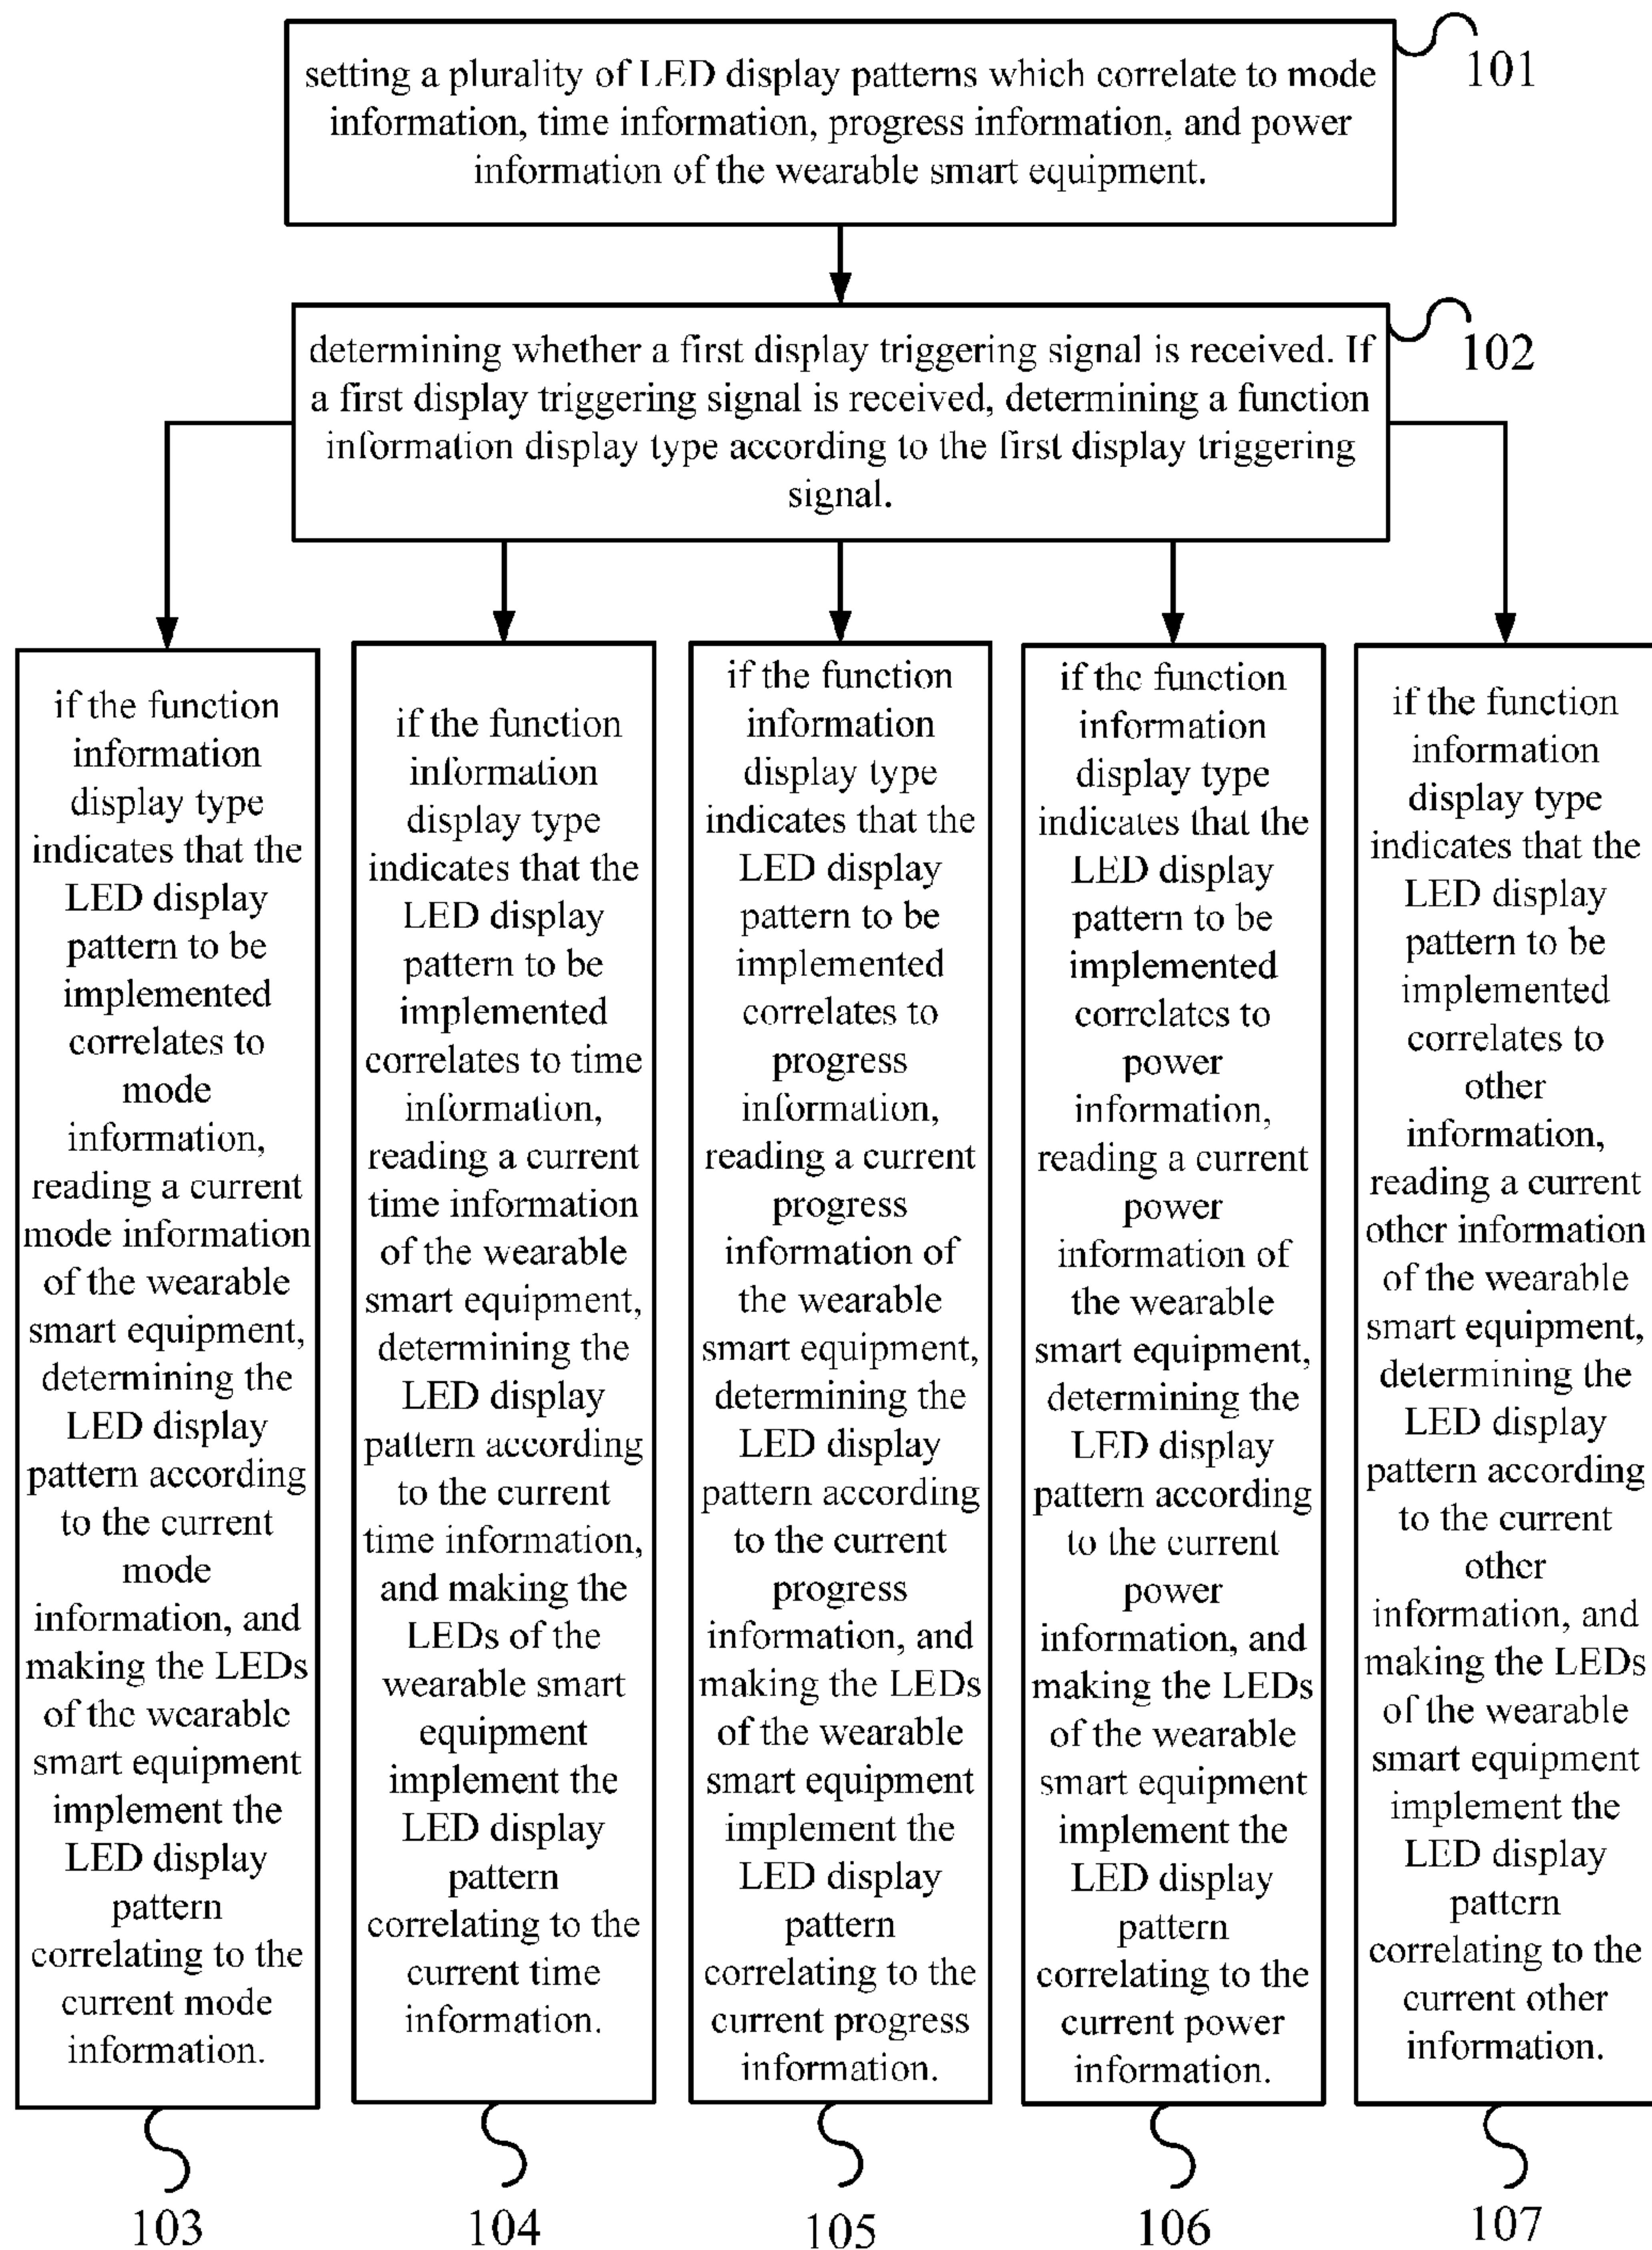 setting a plurality of LED display patterns which correlate to mode
information, time information, progress information, and power
information of the wearable smart equipment.
101
determining whether a first display triggering signal is received. If
a first display triggering signal is received, determining a function
information display type according to the first display triggering
signal.
102
if the function
information
display type
indicates that the
LED display
pattern to be
implemented
correlates to
mode
information,
reading a current
mode information
of the wearable
smart equipment,
determining the
LED display
pattern according
to the current
mode
information, and
making the LEDs
of the wearable
smart equipment
implement the
LED display
pattern
correlating to the
current mode
information.
103
if the function
information
display type
indicates that the
LED display
pattern to be
implemented
correlates to time
information,
reading a current
time information
of the wearable
smart equipment,
determining the
LED display
pattern according
to the current
time information,
and making the
LEDs of the
wearable smart
equipment
implement the
LED display
pattern
correlating to the
current time
information.
104
if the function
information
display type
indicates that the
LED display
pattern to be
implemented
correlates to
progress
information,
reading a current
progress
information of
the wearable
smart equipment,
determining the
LED display
pattern according
to the current
progress
information, and
making the LEDs
of the wearable
smart equipment
implement the
LED display
pattern
correlating to the
current progress
information.
105
if the function
information
display type
indicates that the
LED display
pattern to be
implemented
correlates to
power
information,
reading a current
power
information of
the wearable
smart equipment,
determining the
LED display
pattern according
to the current
power
information, and
making the LEDs
of the wearable
smart equipment
implement the
LED display
pattern
correlating to the
current power
information.
106
if the function
information
display type
indicates that the
LED display
pattern to be
implemented
correlates to
other
information,
reading a current
other information
of the wearable
smart equipment,
determining the
LED display
pattern according
to the current
other
information, and
making the LEDs
of the wearable
smart equipment
implement the
LED display
pattern
correlating to the
current other
information.
107